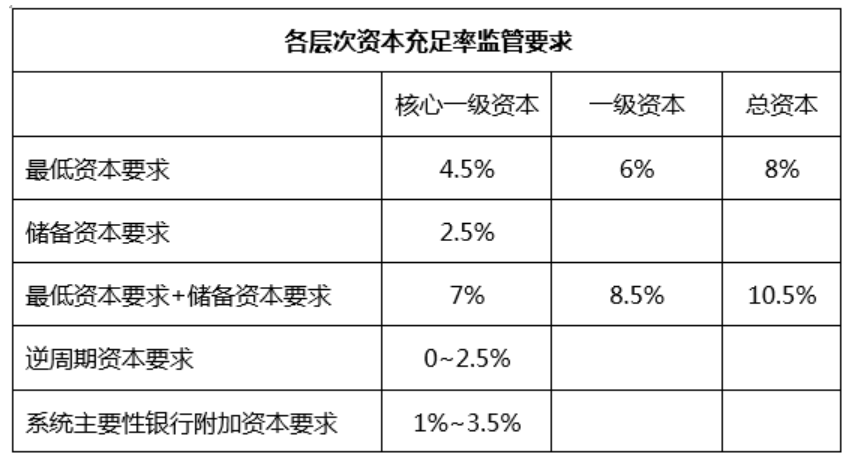 各层次资本充足率监管要求
核心一级资本 一级资本 总资本
最低资本要求 4.5% 6% 8%
储备资本要求 2.5%
最低资本要求+储备资本要求 7% 8.5% 10.5%
逆周期资本要求 0~2.5%
系统主要性银行附加资本要求 1%~3.5%